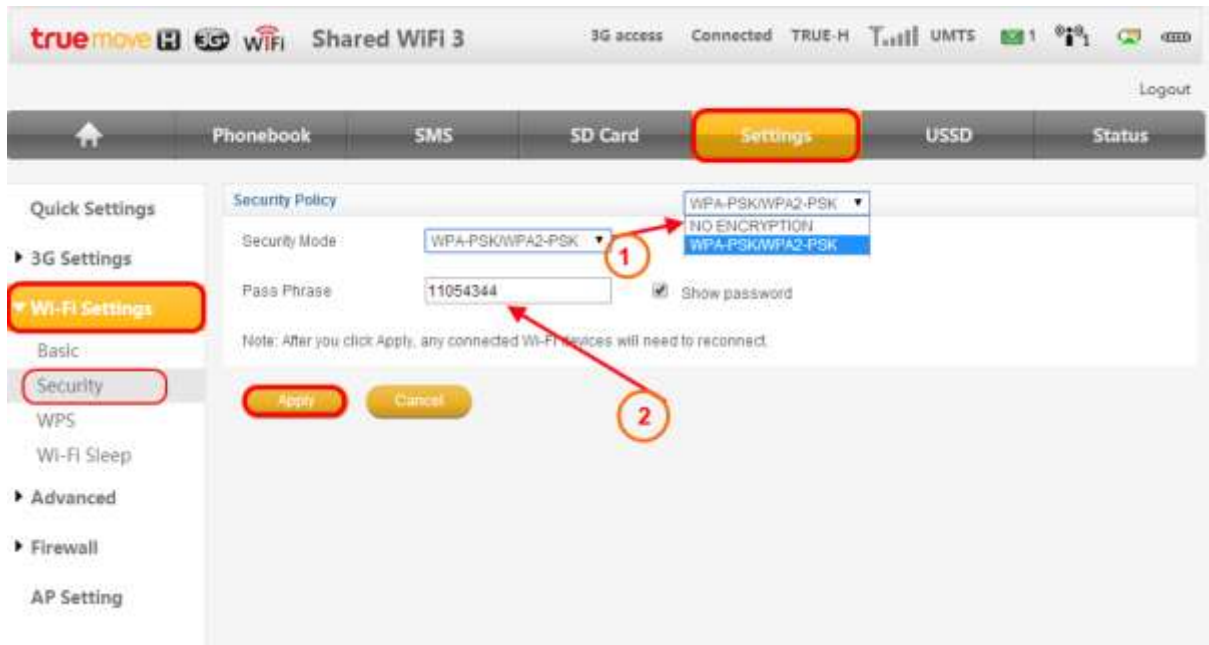 truemove H 3G+ WiFi Shared WiFi 3 3G access Connected TRUE-H UMTS 1 1
Logout
Phonebook SMS SD Card Settings USSD Status
Quick Settings
3G Settings
Wi-Fi Settings
Basic
Security
WPS
Wi-Fi Sleep
Advanced
Firewall
AP Setting
Security Policy
WPA-PSK/WPA2-PSK
NO ENCRYPTION
WPA-PSK/WPA2-PSK
Security Mode WPA-PSK/WPA2-PSK
1
Pass Phrase 11054344 Show password
Note: After you click Apply, any connected Wi-Fi devices will need to reconnect.
Apply Cancel
2